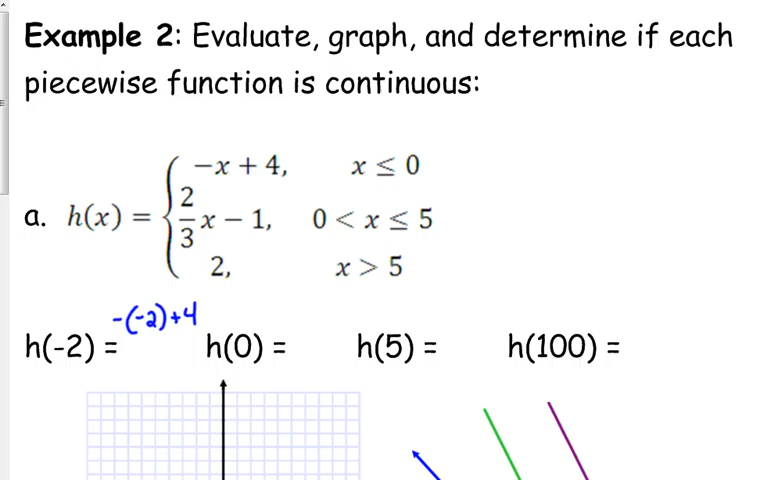 Example 2: Evaluate, graph, and determine if each
piecewise function is continuous:
a. h(x) = { -x + 4, x ≤ 0
2/3 x - 1, 0 < x ≤ 5
2, x > 5
-(-2)+4
h(-2) = h(0) = h(5) = h(100) =